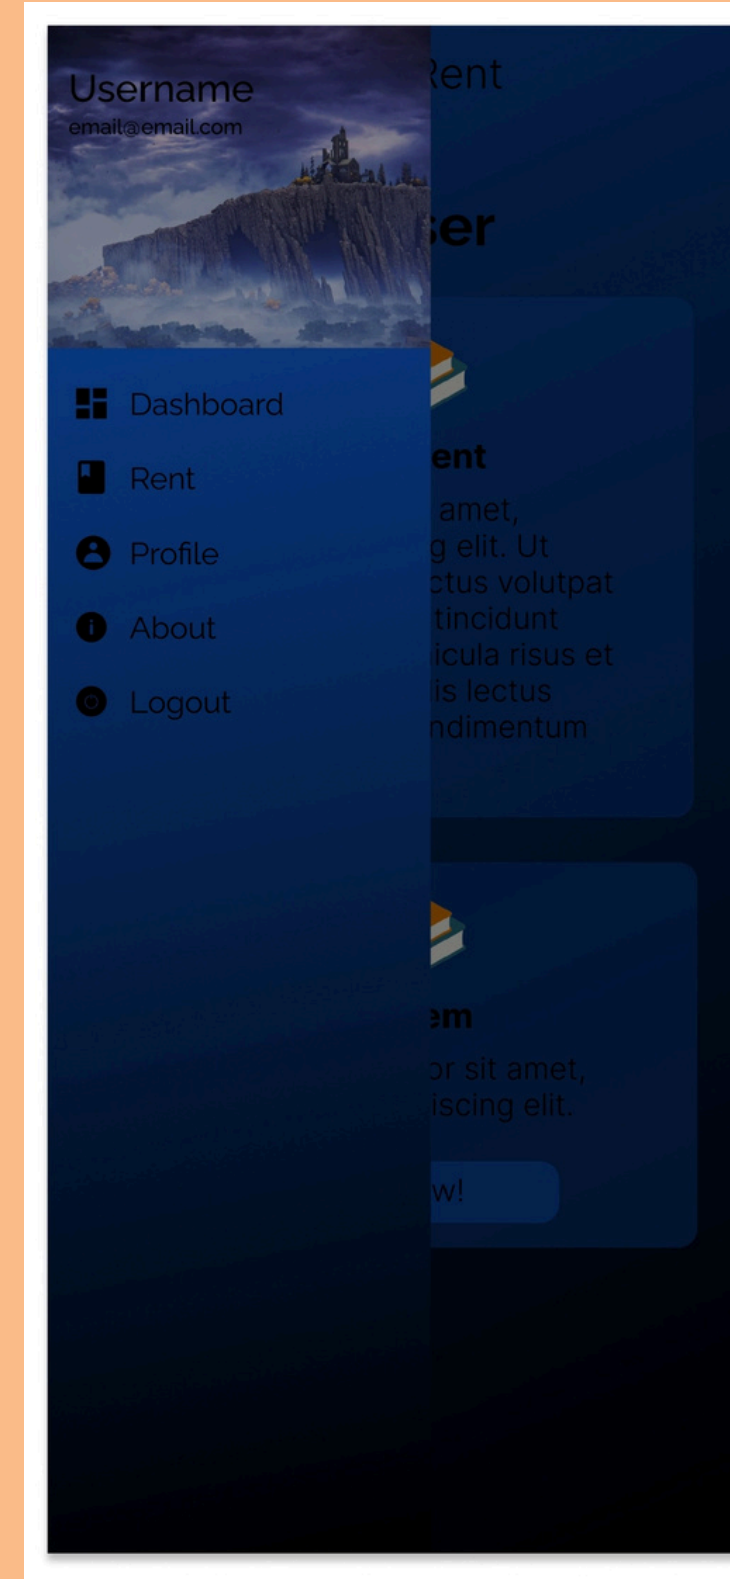 Username
email@email.com
Rent
ser
Dashboard
Rent
Profile
About
Logout
ent
amet,
g elit. Ut
ctus volutpat
tincidunt
icula risus et
is lectus
ndimentum
em
or sit amet,
iscing elit.
w!